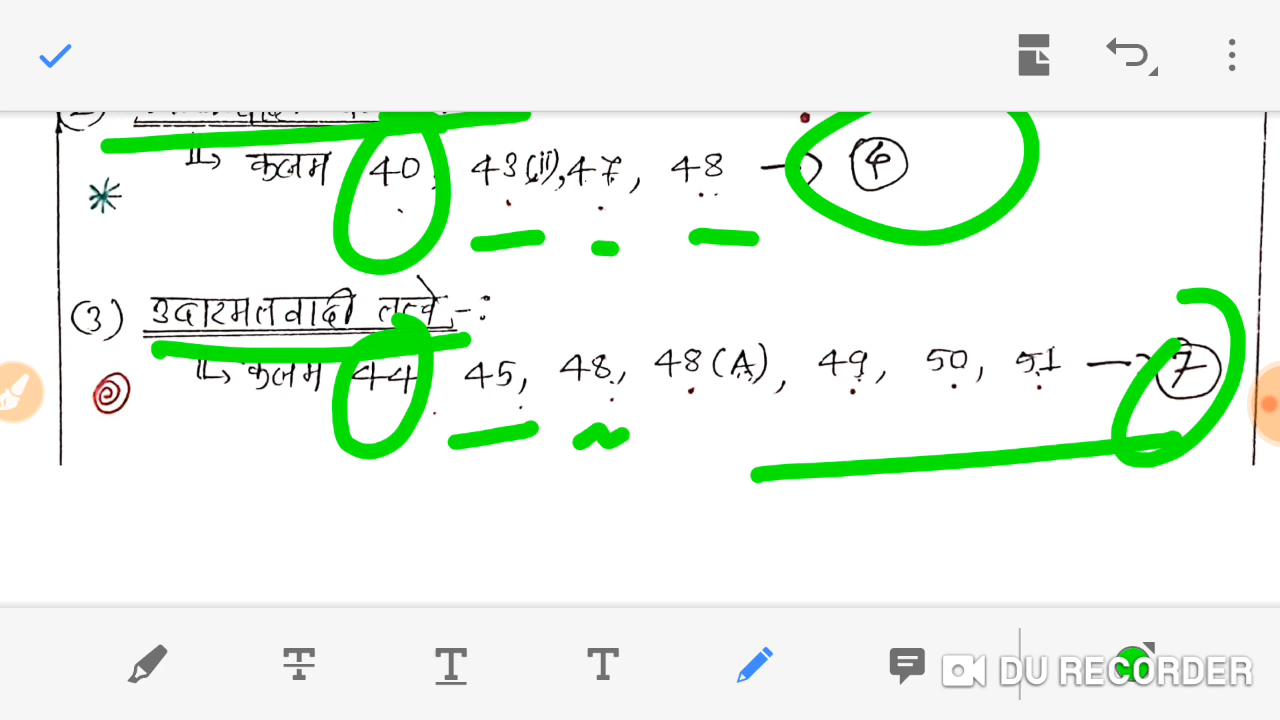 कलम 40, 43(ii), 47, 48 → 4
(3) उदारमतवादी तत्वे -:
कलम 44 45, 48, 48(A), 49, 50, 51 → 7
T T T
DU RECORDER